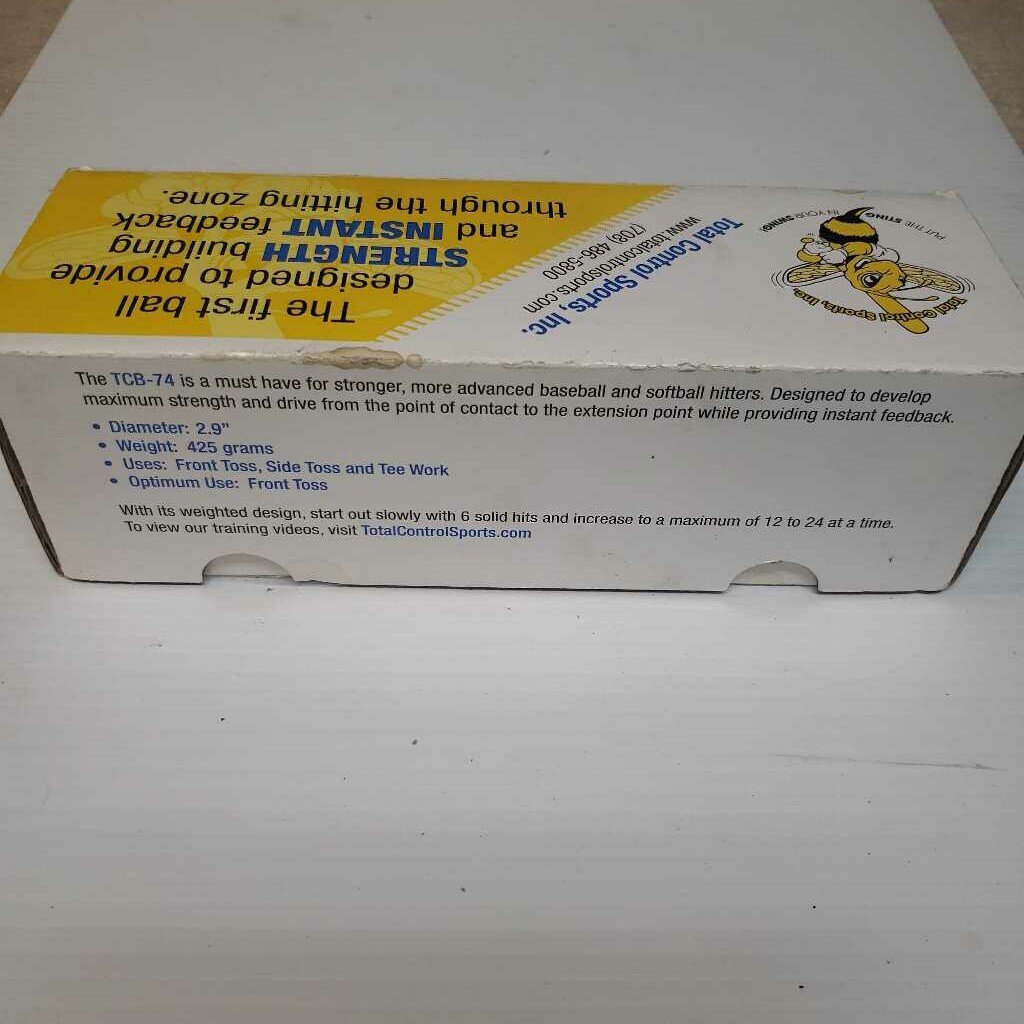 The first ball
designed to provide
STRENGTH building
and INSTANT feedback
through the hitting zone.
Total Control Sports, Inc.
www.totalcontrolsports.com
(708) 486-5800
PUT THE STING IN YOUR SWING!
Total Control Sports, Inc.
The TCB-74 is a must have for stronger, more advanced baseball and softball hitters. Designed to develop
maximum strength and drive from the point of contact to the extension point while providing instant feedback.
• Diameter: 2.9"
• Weight: 425 grams
• Uses: Front Toss, Side Toss and Tee Work
• Optimum Use: Front Toss
With its weighted design, start out slowly with 6 solid hits and increase to a maximum of 12 to 24 at a time.
To view our training videos, visit TotalControlSports.com